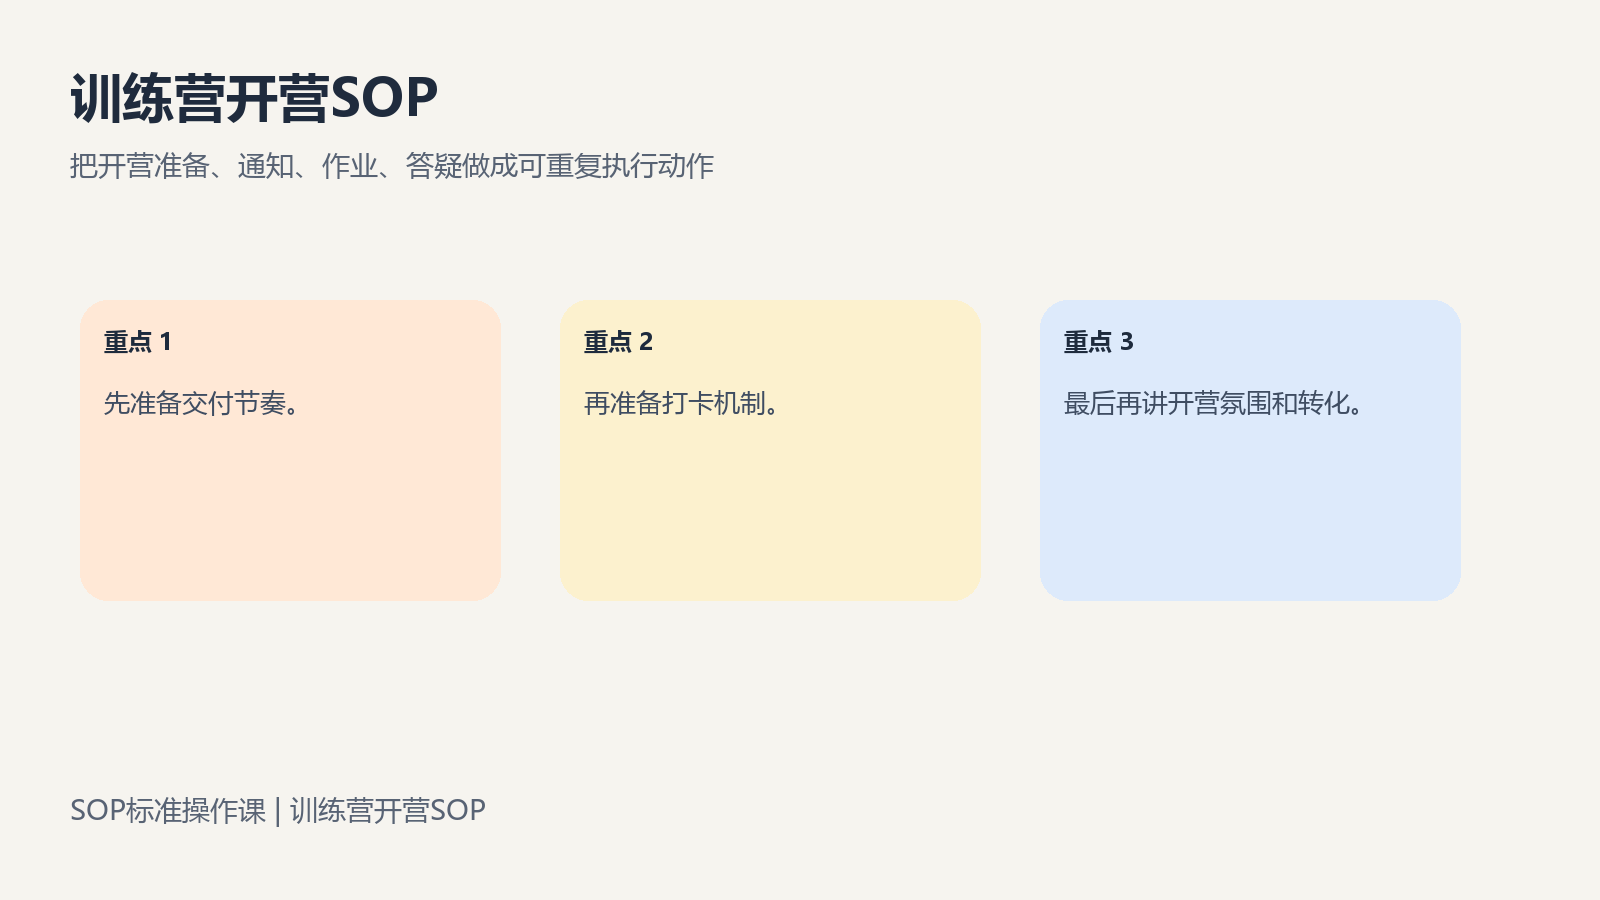 训练营开营SOP
把开营准备、通知、作业、答疑做成可重复执行动作
重点 1
先准备交付节奏。
重点 2
再准备打卡机制。
重点 3
最后再讲开营氛围和转化。
SOP标准操作课 | 训练营开营SOP